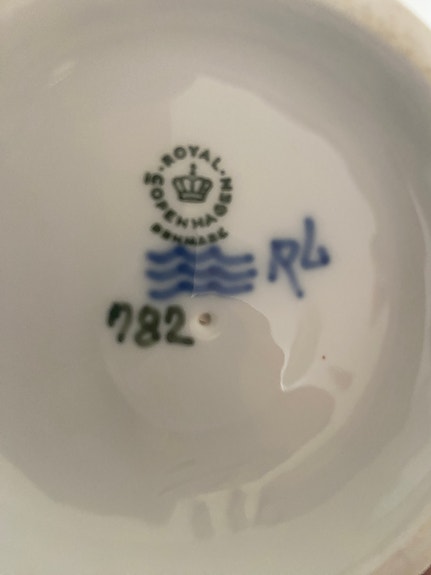 ROYAL
COPENHAGEN
DENMARK
RL
782